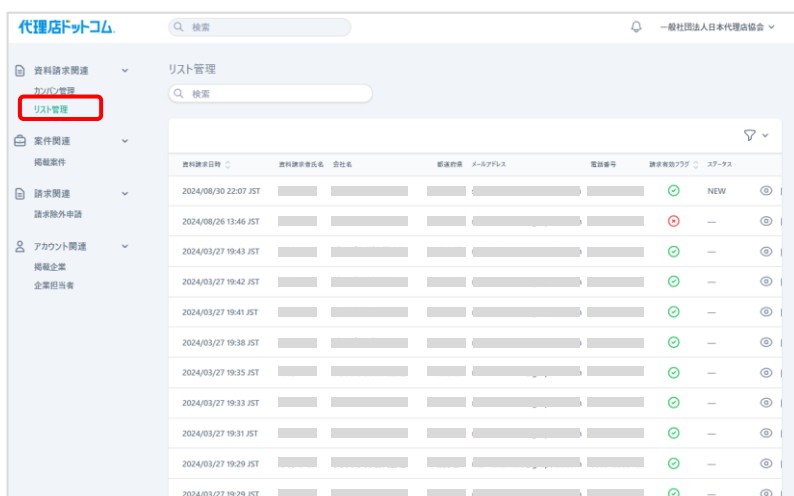 代理店ドットコム.
検索
一般社団法人日本代理店協会
資料請求関連
カンバン管理
リスト管理
案件関連
掲載案件
請求関連
請求除外申請
アカウント関連
掲載企業
企業担当者
リスト管理
検索
資料請求日時 資料請求者氏名 会社名 都道府県 メールアドレス 電話番号 請求有効フラグ ステータス
2024/08/30 22:07 JST NEW
2024/08/26 13:46 JST —
2024/03/27 19:43 JST —
2024/03/27 19:42 JST —
2024/03/27 19:41 JST —
2024/03/27 19:38 JST —
2024/03/27 19:35 JST —
2024/03/27 19:33 JST —
2024/03/27 19:31 JST —
2024/03/27 19:29 JST —
2024/03/27 19:29 JST —